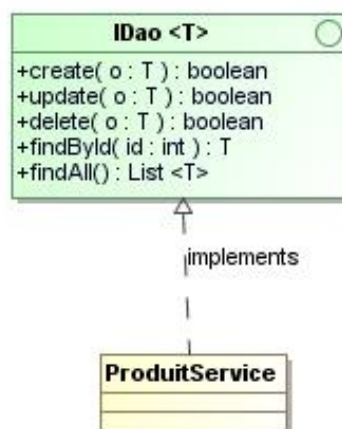 IDao <T>
+create( o : T ) : boolean
+update( o : T ) : boolean
+delete( o : T ) : boolean
+findById( id : int ) : T
+findAll() : List <T>
implements
ProduitService